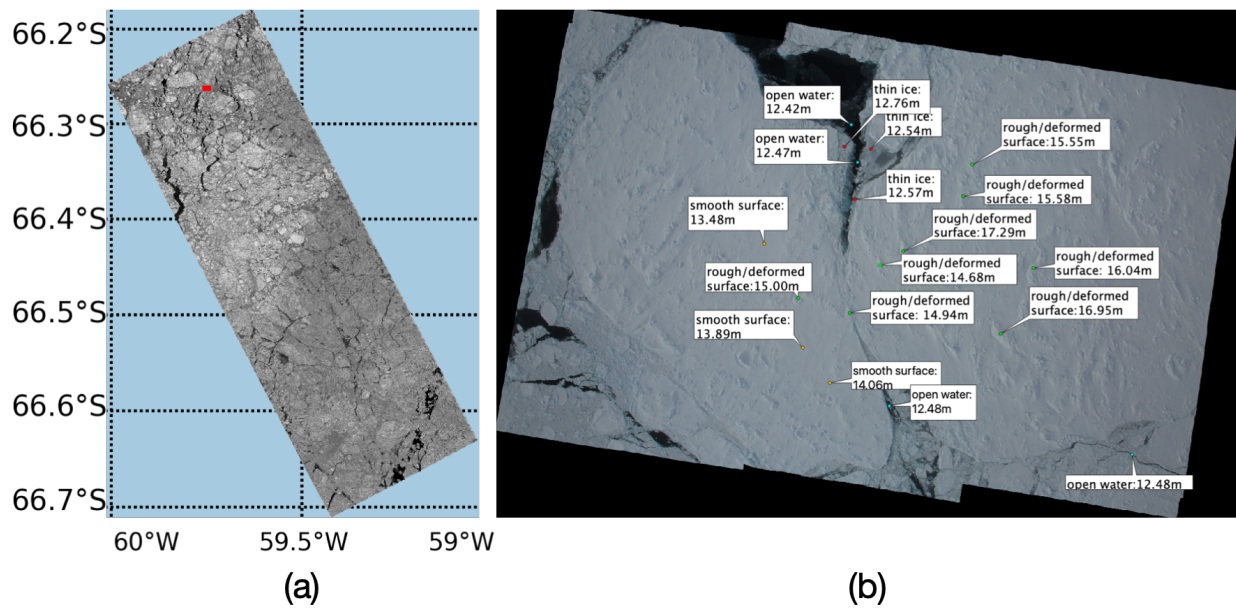 66.2°S
66.3°S
66.4°S
66.5°S
66.6°S
66.7°S
60°W
59.5°W
59°W
(a)
open water:
12.42m
thin ice:
12.76m
thin ice:
12.54m
open water:
12.47m
rough/deformed
surface:15.55m
thin ice:
12.57m
rough/deformed
surface: 15.58m
smooth surface:
13.48m
rough/deformed
surface:17.29m
rough/deformed
surface:14.68m
rough/deformed
surface: 16.04m
rough/deformed
surface:15.00m
rough/deformed
surface: 14.94m
rough/deformed
surface:16.95m
smooth surface:
13.89m
smooth surface:
14.06m
open water:
12.48m
open water:12.48m
(b)